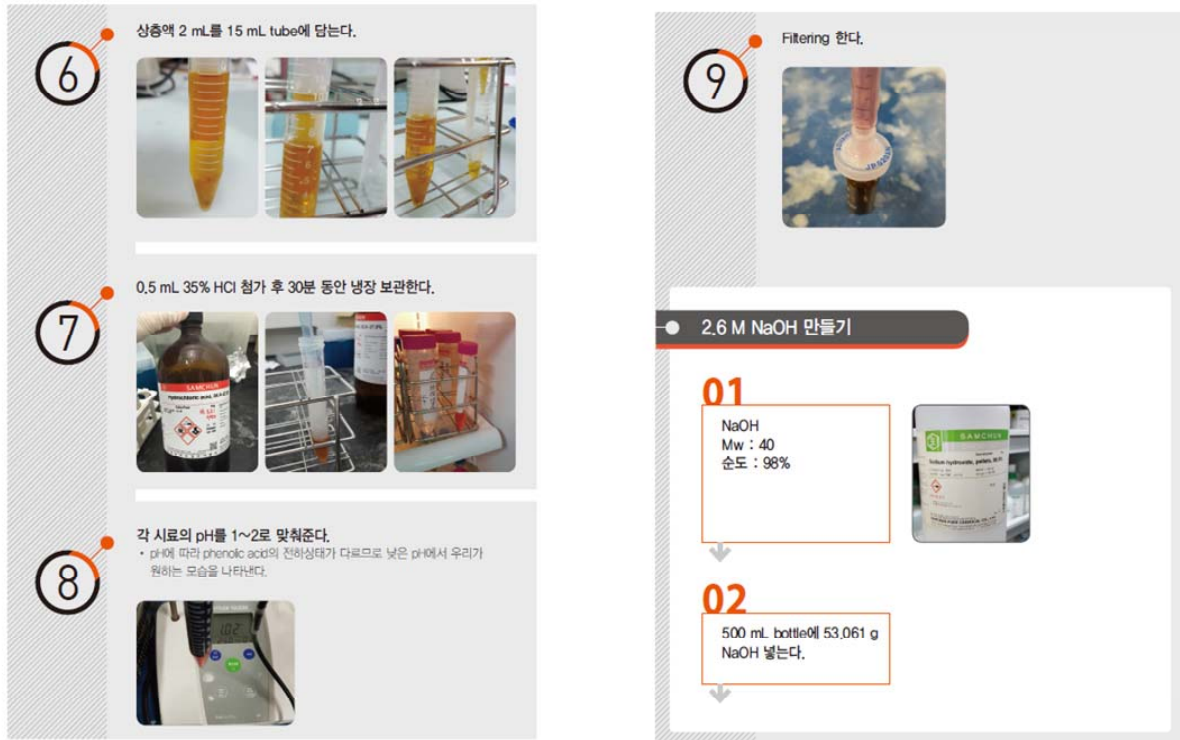 6
상층액 2 mL를 15 mL tube에 담는다.
7
0.5 mL 35% HCl 첨가 후 30분 동안 냉장 보관한다.
SAMCHUN
8
각 시료의 pH를 1~2로 맞춰준다.
• pH에 따라 phenolic acid의 전하상태가 다르므로 낮은 pH에서 우리가
원하는 모습을 나타낸다.
9
Filtering 한다.
2.6 M NaOH 만들기
01
NaOH
Mw : 40
순도 : 98%
SAMCHUN
02
500 mL bottle에 53.061 g
NaOH 넣는다.